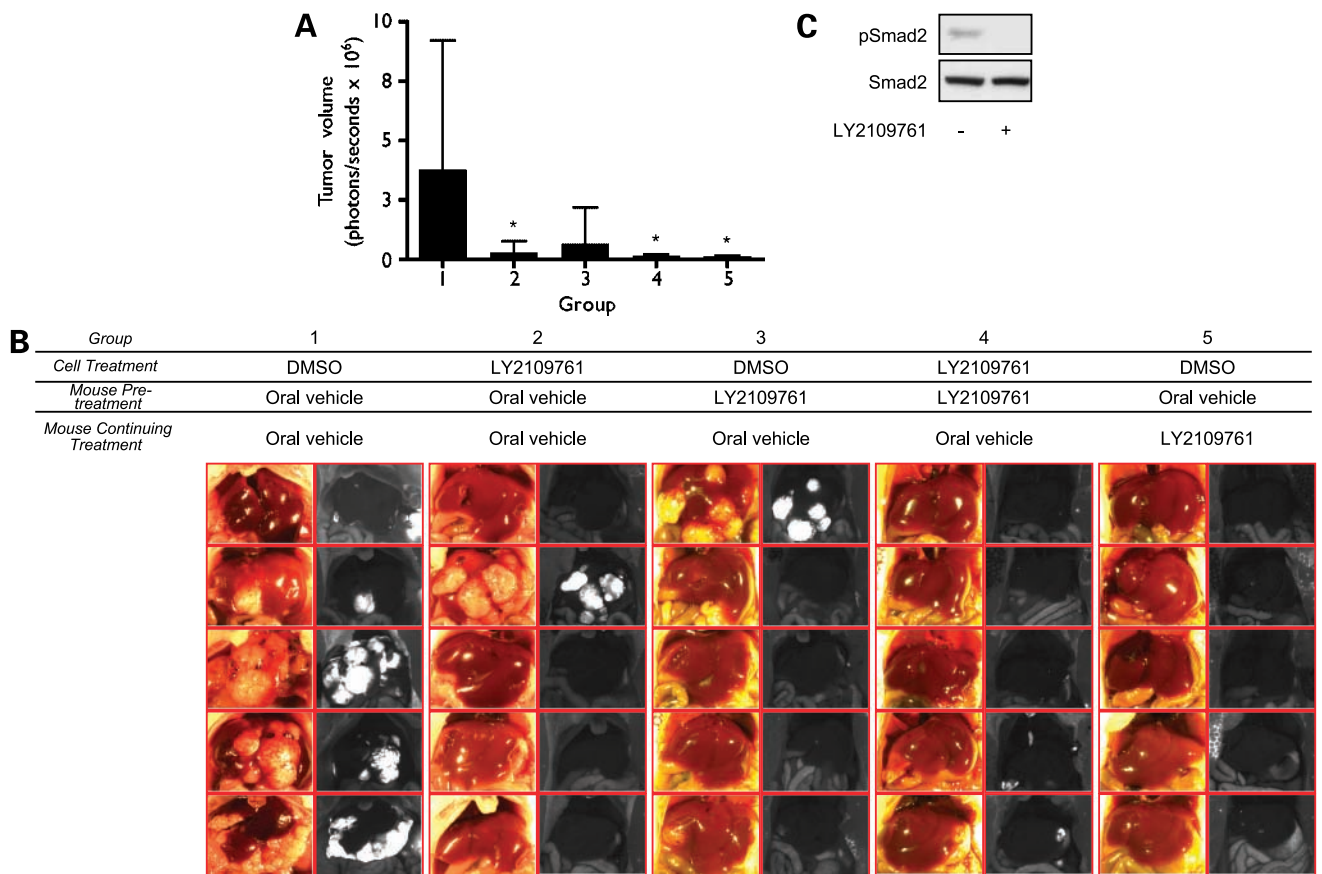 A
10
8
5
3
0
Tumor volume
(photons/seconds x 10⁶)
* * *
1 2 3 4 5
Group
C
pSmad2
Smad2
LY2109761 - +
B
Group 1 2 3 4 5
Cell Treatment DMSO LY2109761 DMSO LY2109761 DMSO
Mouse Pre-
treatment Oral vehicle Oral vehicle LY2109761 LY2109761 Oral vehicle
Mouse Continuing
Treatment Oral vehicle Oral vehicle Oral vehicle Oral vehicle LY2109761